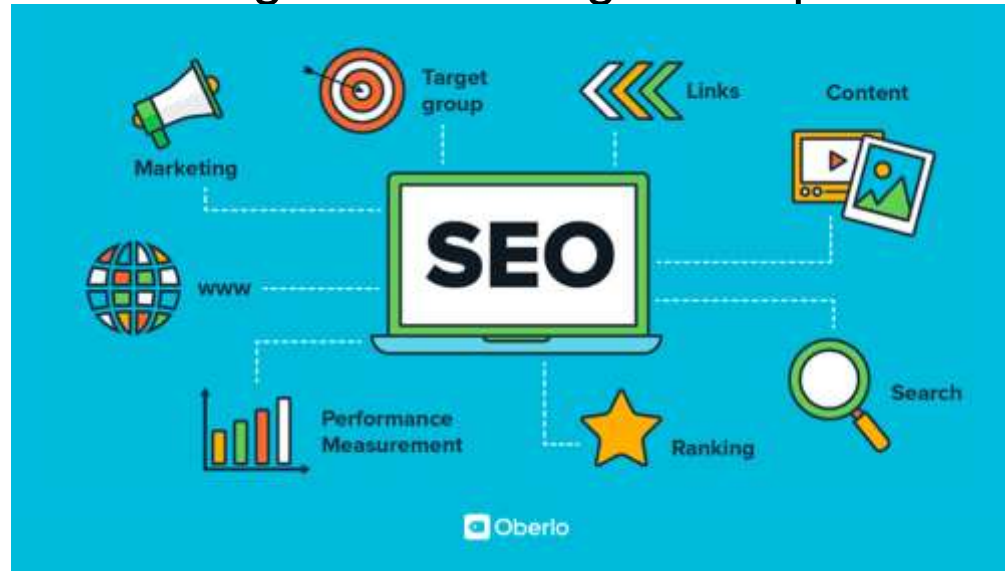 Target
group
Links
Content
Marketing
SEO
www
Search
Performance
Measurement
Ranking
Oberlo